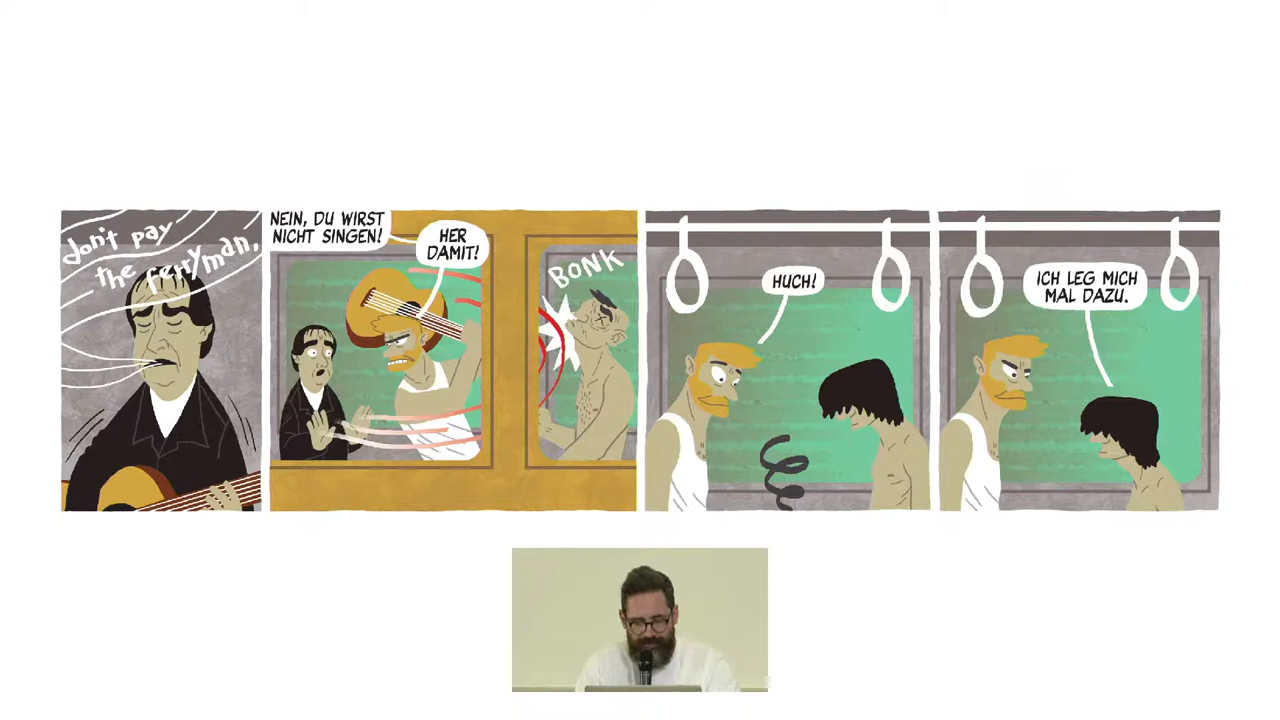 don't pay
the ferryman,
NEIN, DU WIRST
NICHT SINGEN!
HER
DAMIT!
BONK
HUCH!
ICH LEG MICH
MAL DAZU.